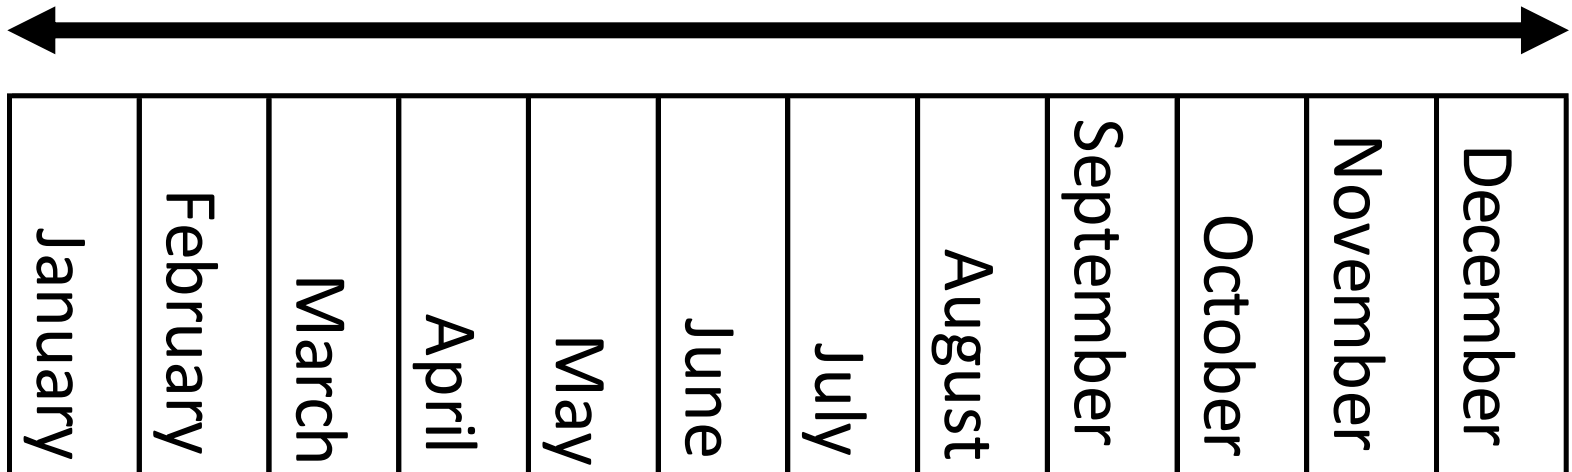 January
February
March
April
May
June
July
August
September
October
November
December